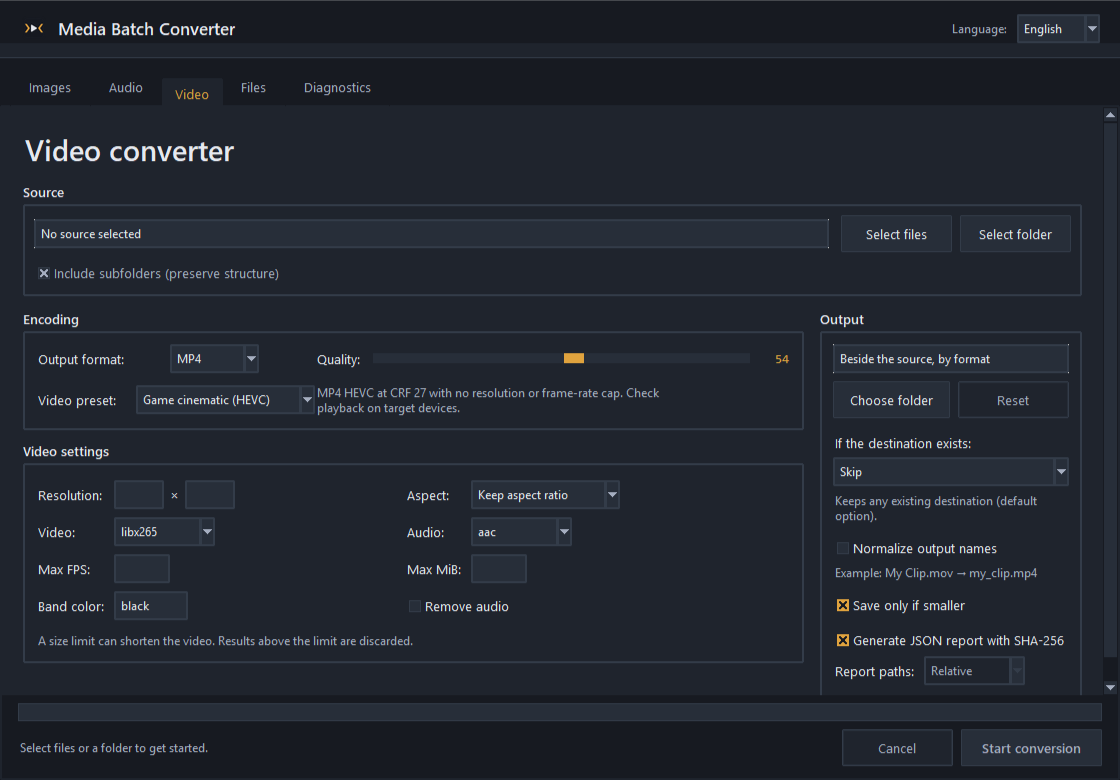 Media Batch Converter
Language: English
Images Audio Video Files Diagnostics
Video converter
Source
No source selected Select files Select folder
Include subfolders (preserve structure)
Encoding
Output format: MP4 Quality: 54
Video preset: Game cinematic (HEVC) MP4 HEVC at CRF 27 with no resolution or frame-rate cap. Check
playback on target devices.
Video settings
Resolution: × Aspect: Keep aspect ratio
Video: libx265 Audio: aac
Max FPS: Max MiB:
Band color: black Remove audio
A size limit can shorten the video. Results above the limit are discarded.
Output
Beside the source, by format
Choose folder Reset
If the destination exists:
Skip
Keeps any existing destination (default
option).
Normalize output names
Example: My Clip.mov → my_clip.mp4
Save only if smaller
Generate JSON report with SHA-256
Report paths: Relative
Select files or a folder to get started.
Cancel Start conversion